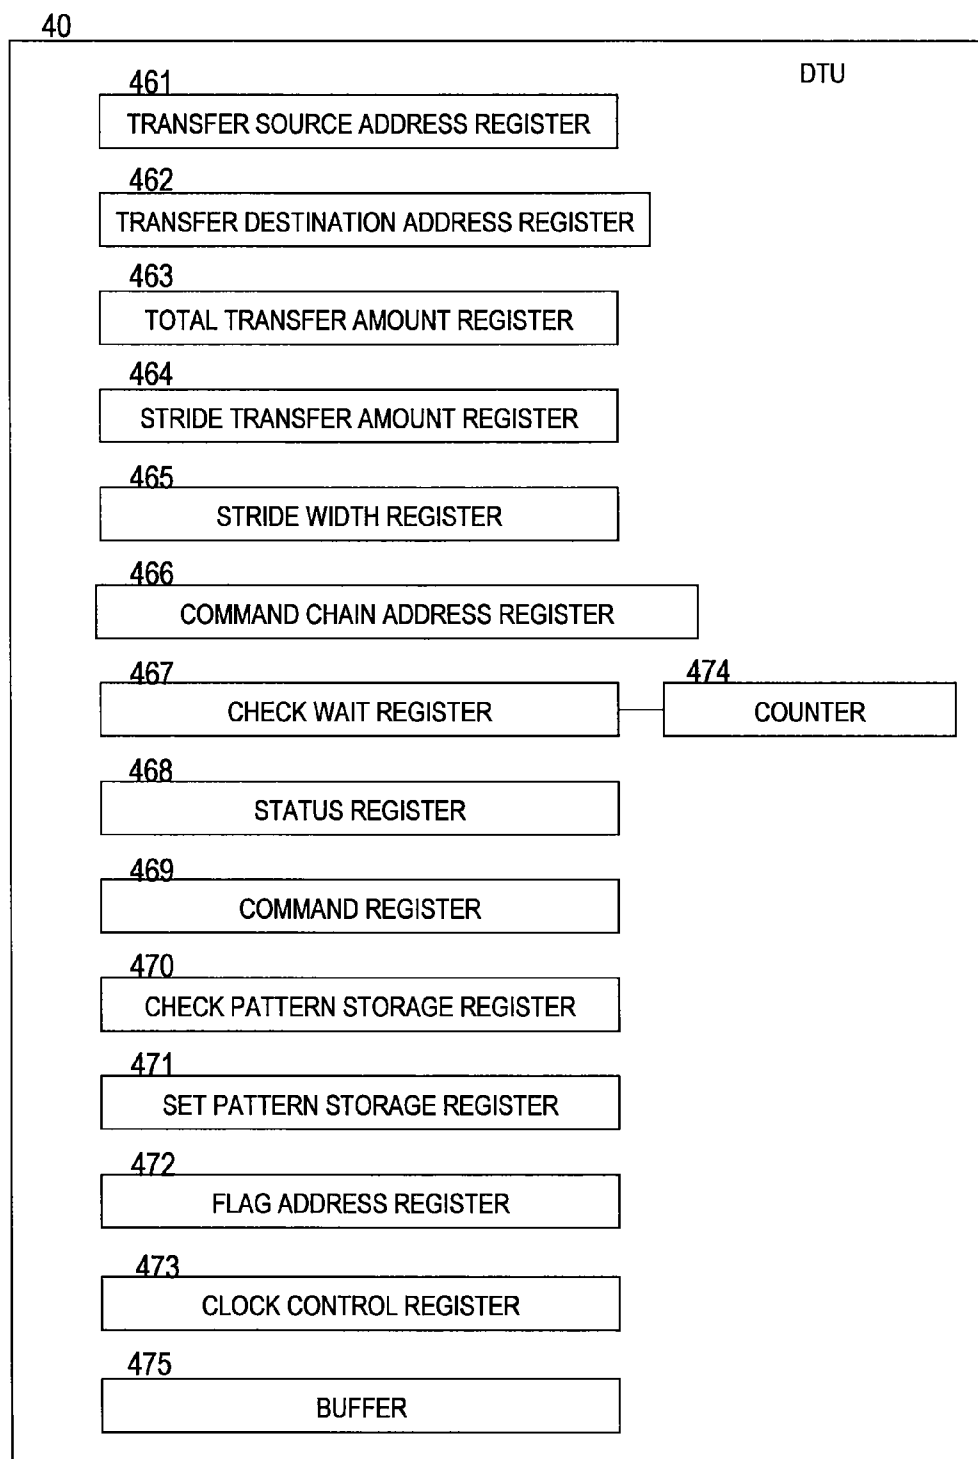 40
DTU
461
TRANSFER SOURCE ADDRESS REGISTER
462
TRANSFER DESTINATION ADDRESS REGISTER
463
TOTAL TRANSFER AMOUNT REGISTER
464
STRIDE TRANSFER AMOUNT REGISTER
465
STRIDE WIDTH REGISTER
466
COMMAND CHAIN ADDRESS REGISTER
467
CHECK WAIT REGISTER
474
COUNTER
468
STATUS REGISTER
469
COMMAND REGISTER
470
CHECK PATTERN STORAGE REGISTER
471
SET PATTERN STORAGE REGISTER
472
FLAG ADDRESS REGISTER
473
CLOCK CONTROL REGISTER
475
BUFFER